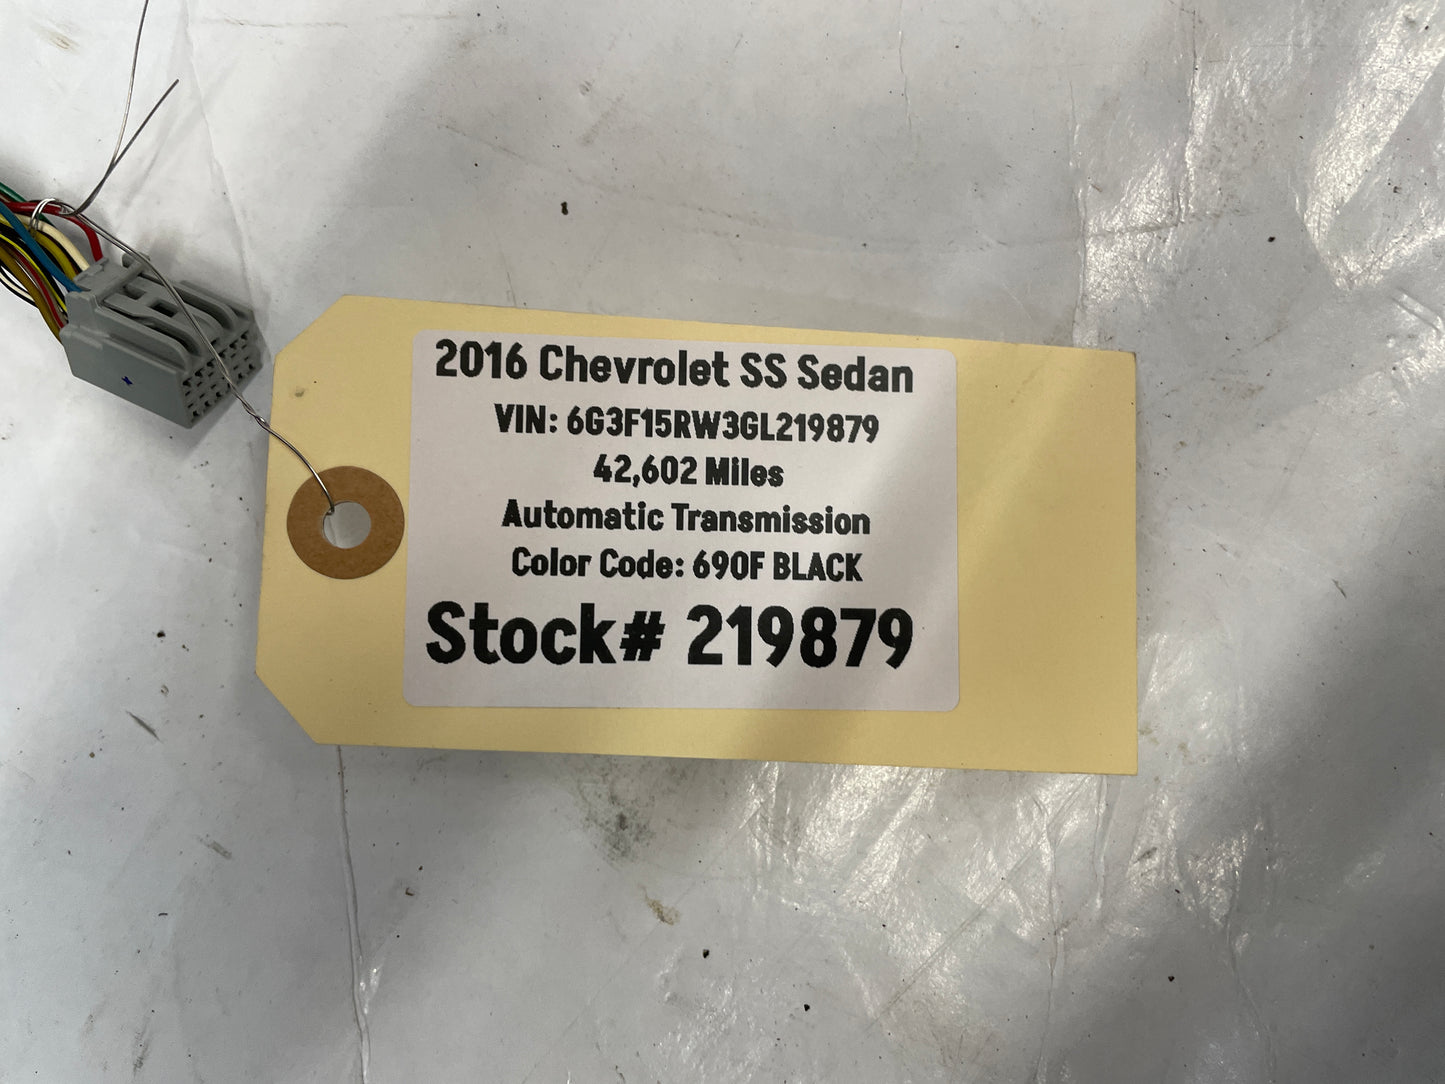 2016 Chevrolet SS Sedan
VIN: 6G3F15RW3GL219879
42,602 Miles
Automatic Transmission
Color Code: 690F BLACK
Stock# 219879